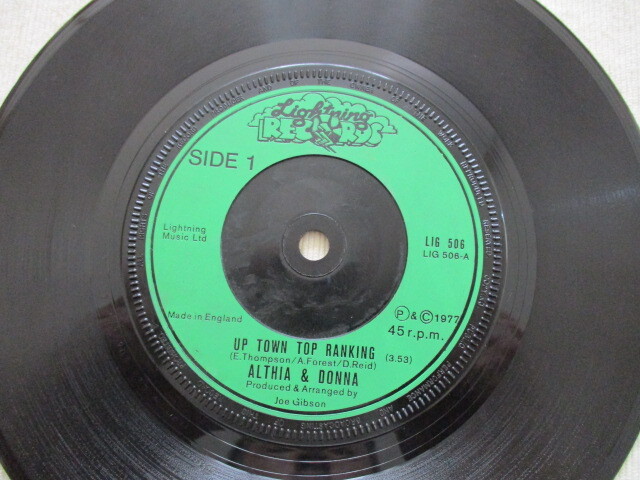 Lightning
RECORDS
SIDE 1
Lightning
Music Ltd
LIG 506
LIG 506-A
Made in England
℗ & © 1977
45 r.p.m.
UP TOWN TOP RANKING (3.53)
(E.Thompson/A.Forest/D.Reid)
ALTHIA & DONNA
Produced & Arranged by
Joe Gibson